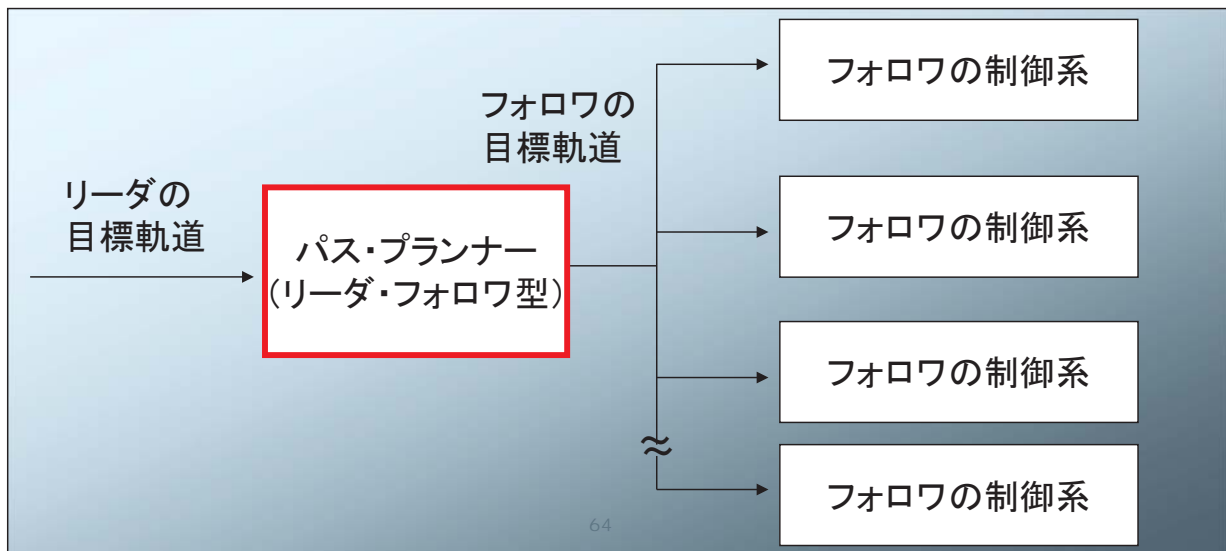 リーダの
目標軌道
パス・プランナー
(リーダ・フォロワ型)
フォロワの
目標軌道
フォロワの制御系
フォロワの制御系
フォロワの制御系
フォロワの制御系
64